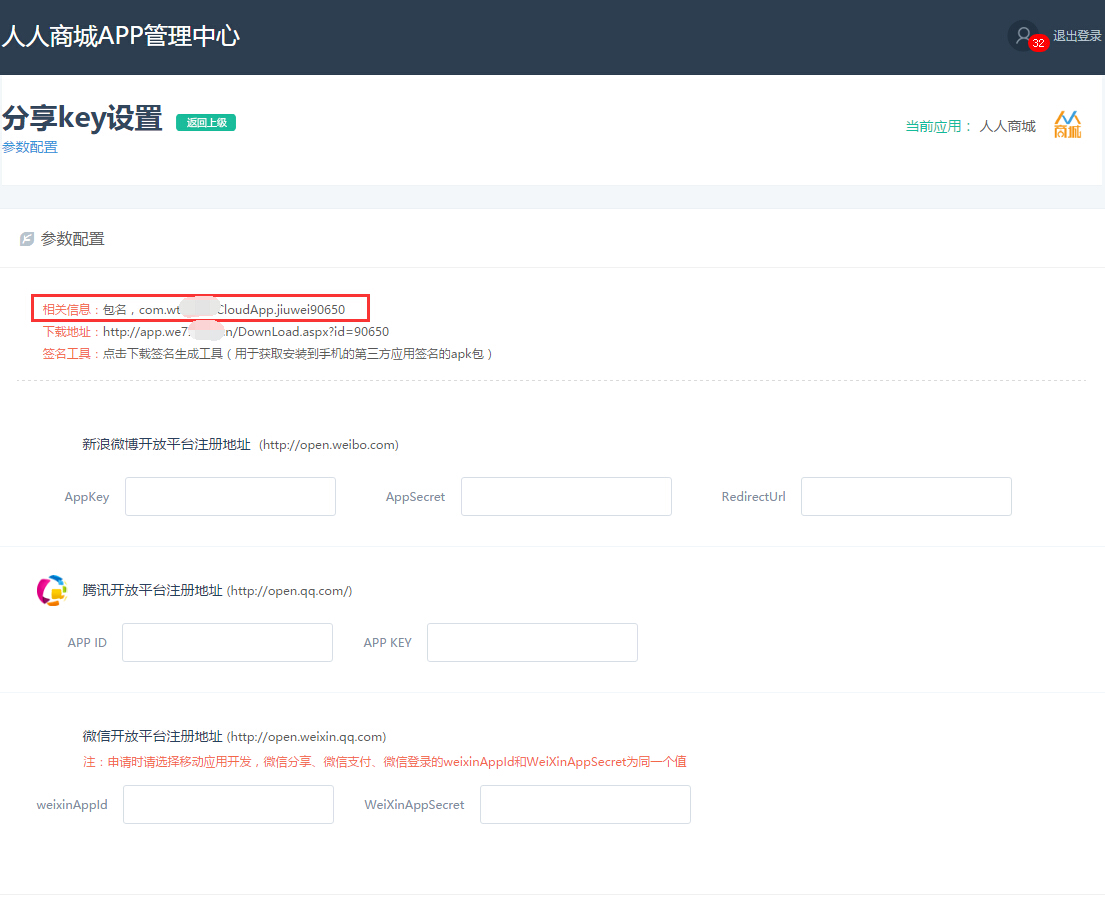 人人商城APP管理中心
32
退出登录
分享key设置
返回上级
当前应用： 人人商城
商城
参数配置
参数配置
相关信息：包名，com.wt CloudApp.jiuwei90650
下载地址：http://app.we7. n/DownLoad.aspx?id=90650
签名工具：点击下载签名生成工具（用于获取安装到手机的第三方应用签名的apk包）
新浪微博开放平台注册地址 (http://open.weibo.com)
AppKey
AppSecret
RedirectUrl
腾讯开放平台注册地址 (http://open.qq.com/)
APP ID
APP KEY
微信开放平台注册地址 (http://open.weixin.qq.com)
注：申请时请选择移动应用开发，微信分享、微信支付、微信登录的weixinAppId和WeiXinAppSecret为同一个值
weixinAppId
WeiXinAppSecret